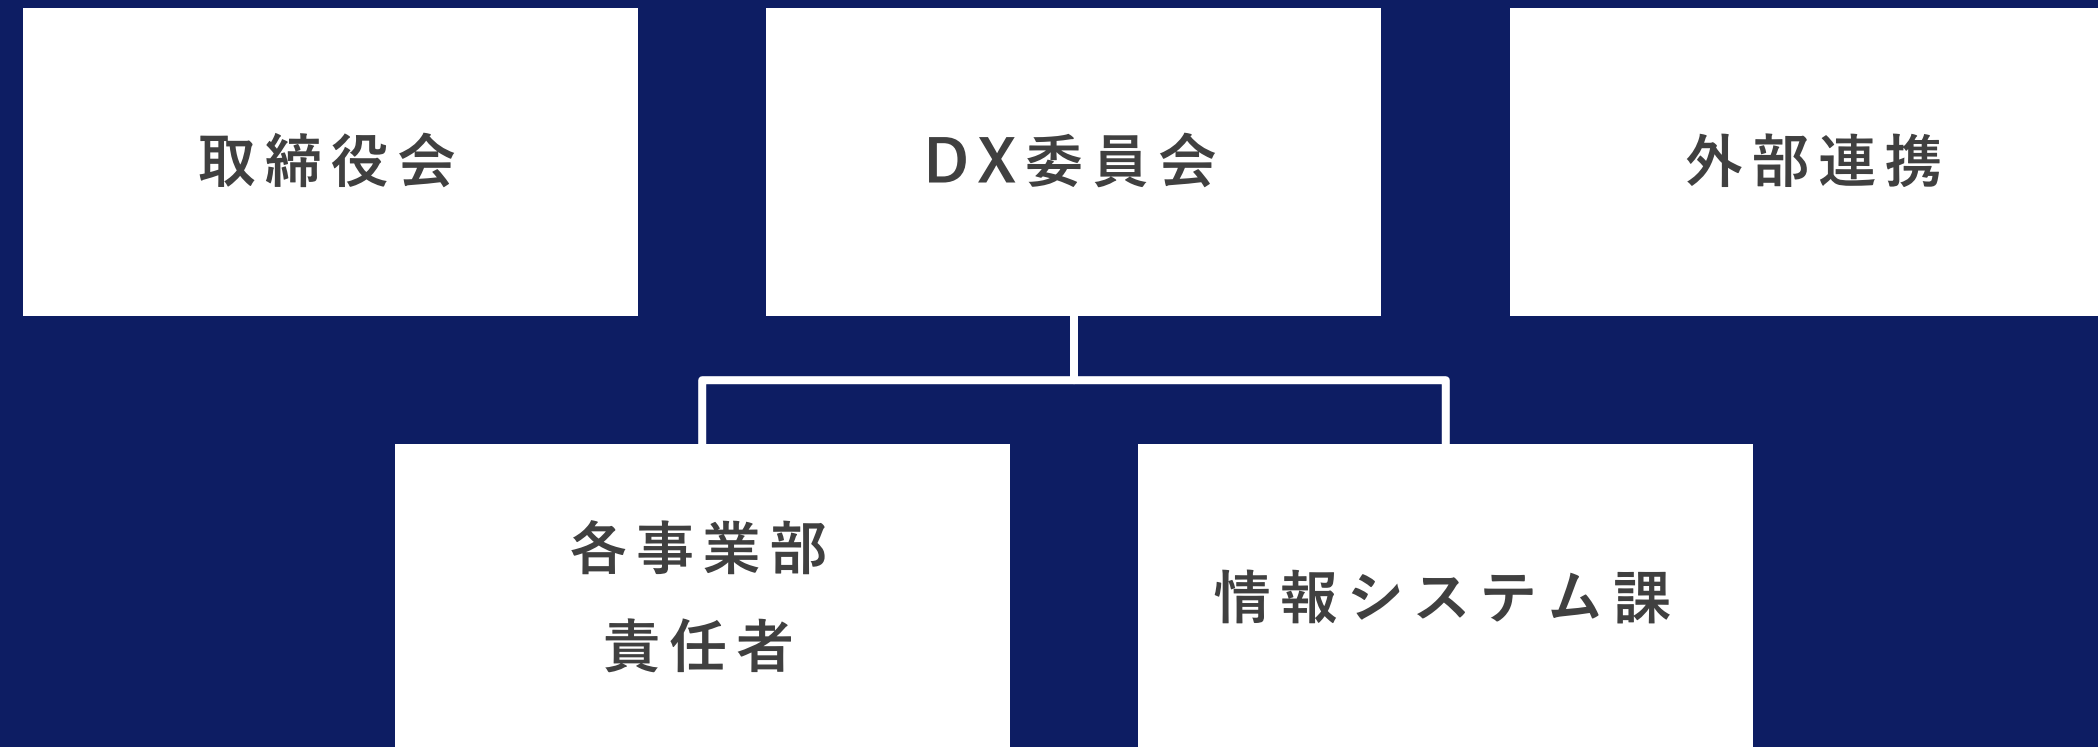 取締役会
DX委員会
外部連携
各事業部
責任者
情報システム課